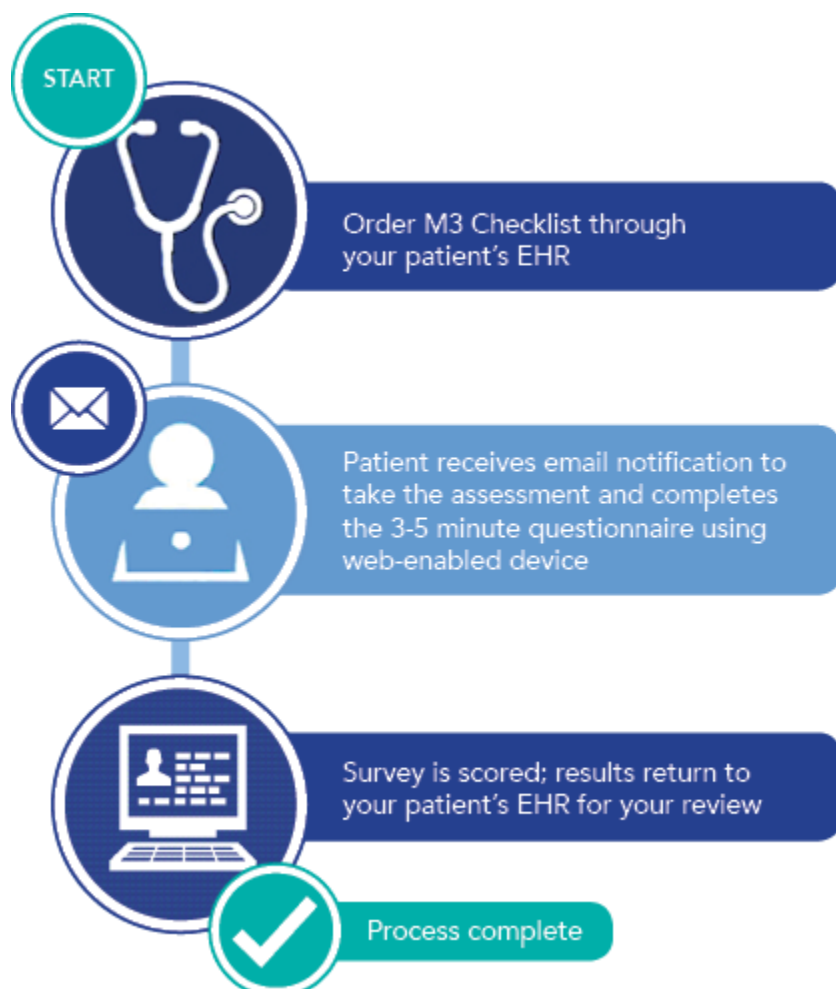 START
Order M3 Checklist through
your patient's EHR
Patient receives email notification to
take the assessment and completes
the 3-5 minute questionnaire using
web-enabled device
Survey is scored; results return to
your patient's EHR for your review
Process complete